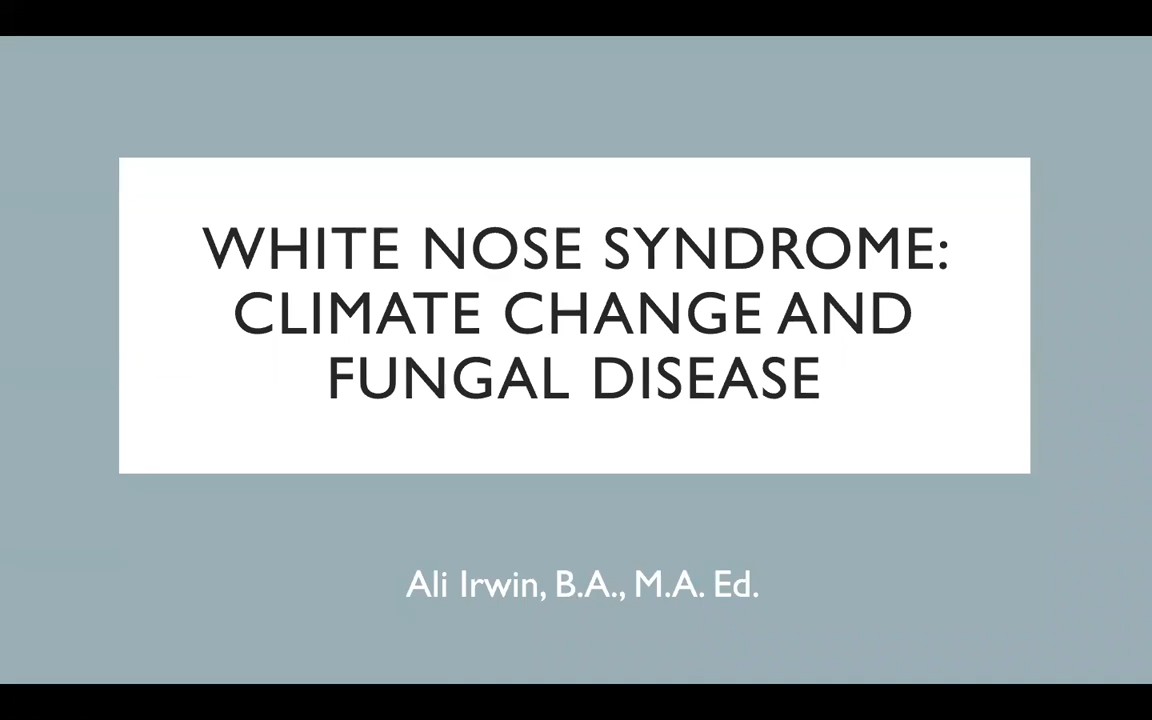 WHITE NOSE SYNDROME:
CLIMATE CHANGE AND
FUNGAL DISEASE
Ali Irwin, B.A., M.A. Ed.